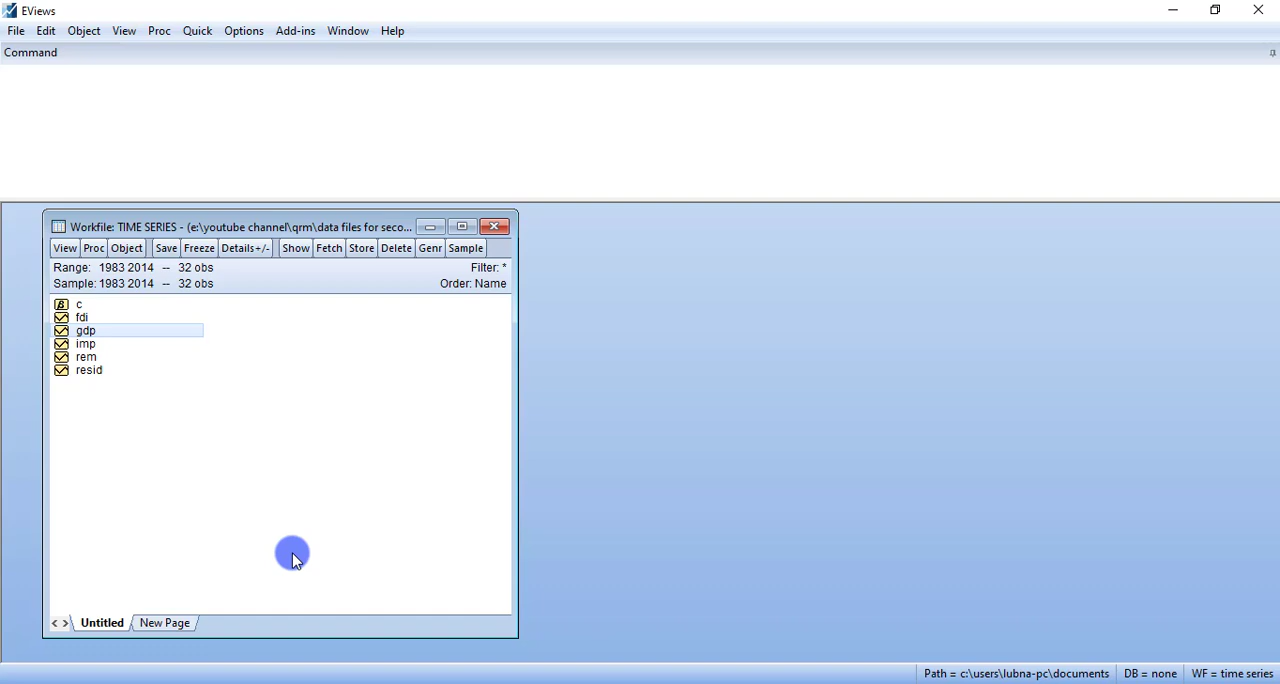 EViews
File Edit Object View Proc Quick Options Add-ins Window Help
Command
Workfile: TIME SERIES - (e:\youtube channel\qrm\data files for seco...
View Proc Object Save Freeze Details+/- Show Fetch Store Delete Genr Sample
Range: 1983 2014 -- 32 obs Filter: *
Sample: 1983 2014 -- 32 obs Order: Name
β c
fdi
gdp
imp
rem
resid
< > Untitled New Page
Path = c:\users\lubna-pc\documents DB = none WF = time series